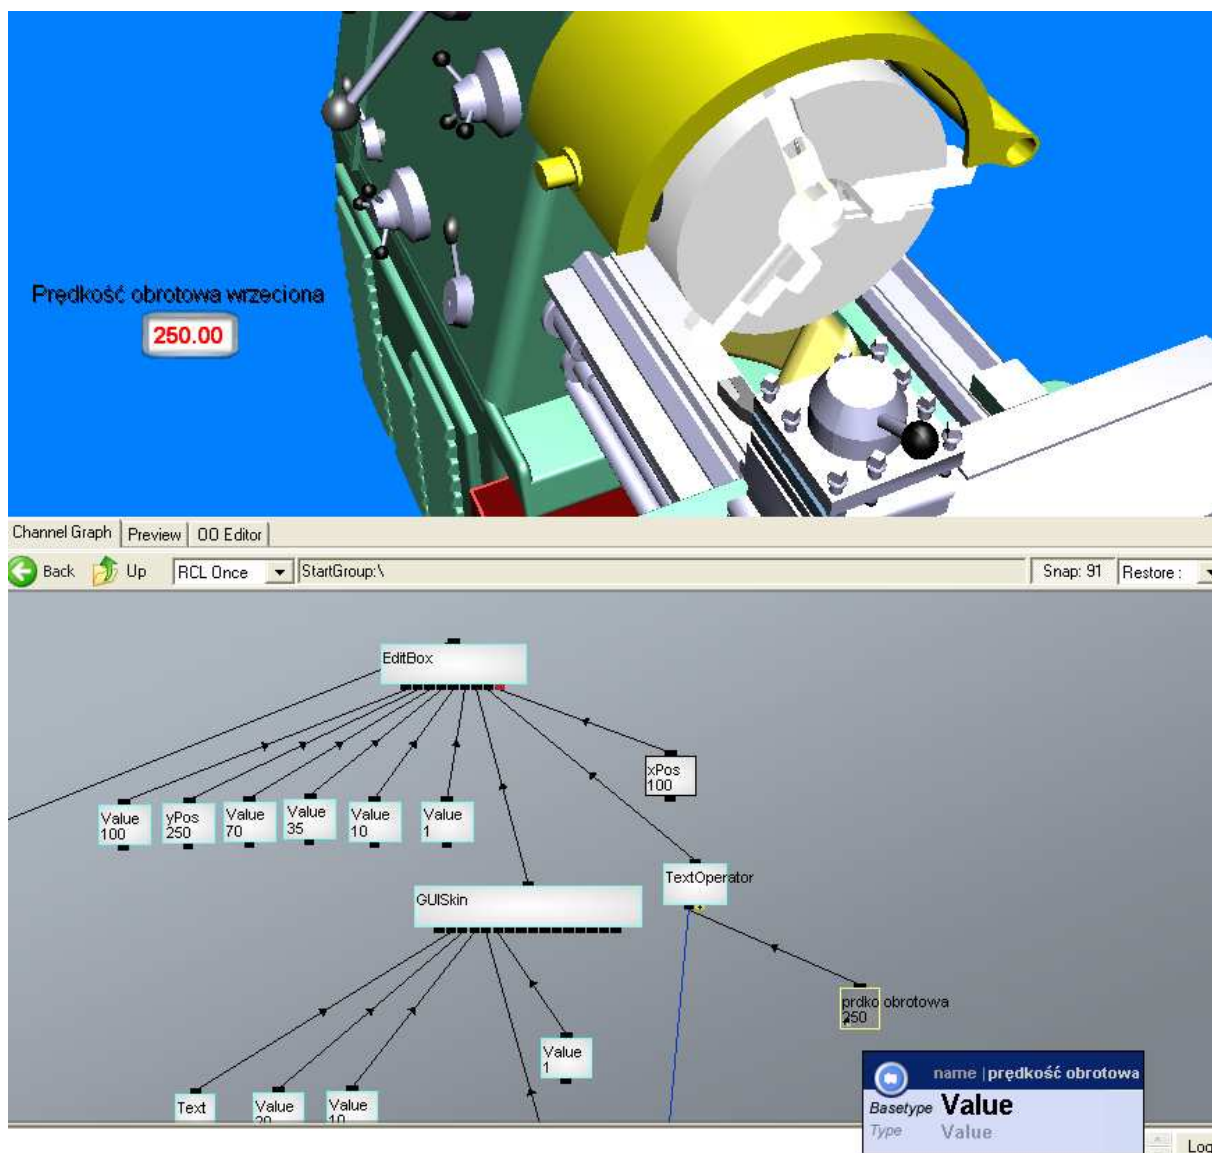 Prędkość obrotowa wrzeciona
250.00
Channel Graph Preview OO Editor
Back Up RCL Once StartGroup:\ Snap: 91 Restore :
EditBox
xPos
100
Value
100
yPos
250
Value
70
Value
35
Value
10
Value
1
TextOperator
GUISkin
prdko obrotowa
250
Value
1
Text
Value
20
Value
10
name prędkość obrotowa
Basetype Value
Type Value